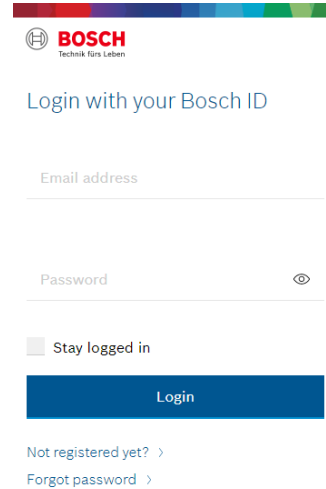 BOSCH
Technik fürs Leben
Login with your Bosch ID
Email address
Password
Stay logged in
Login
Not registered yet?
Forgot password